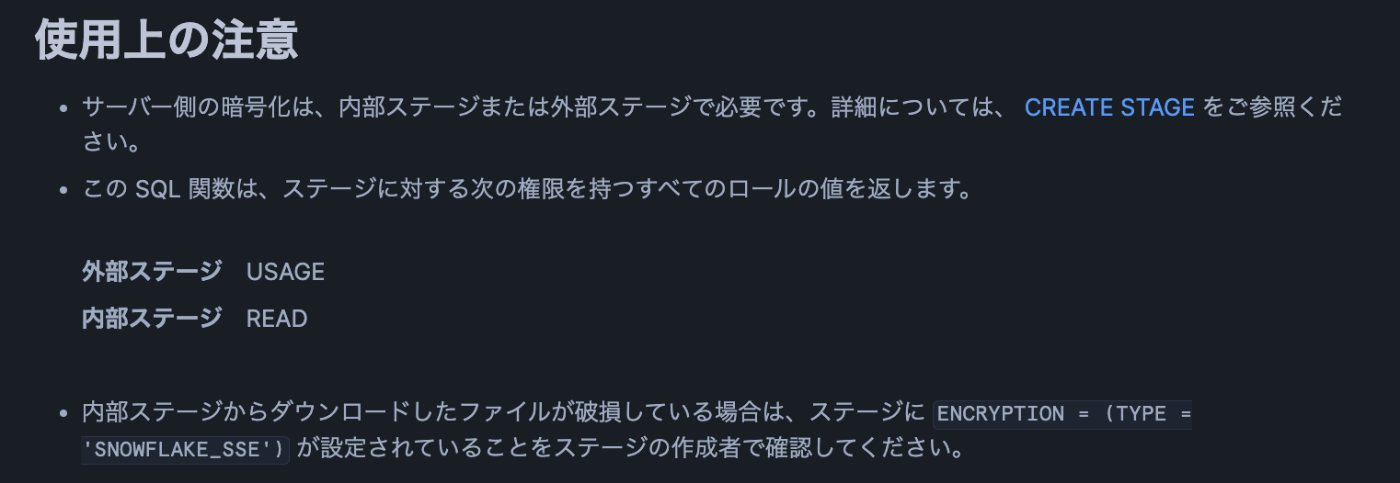 使用上の注意
サーバー側の暗号化は、内部ステージまたは外部ステージで必要です。詳細については、 CREATE STAGE をご参照くだ
さい。
この SQL 関数は、ステージに対する次の権限を持つすべてのロールの値を返します。
外部ステージ USAGE
内部ステージ READ
内部ステージからダウンロードしたファイルが破損している場合は、ステージに ENCRYPTION = (TYPE =
'SNOWFLAKE_SSE') が設定されていることをステージの作成者で確認してください。